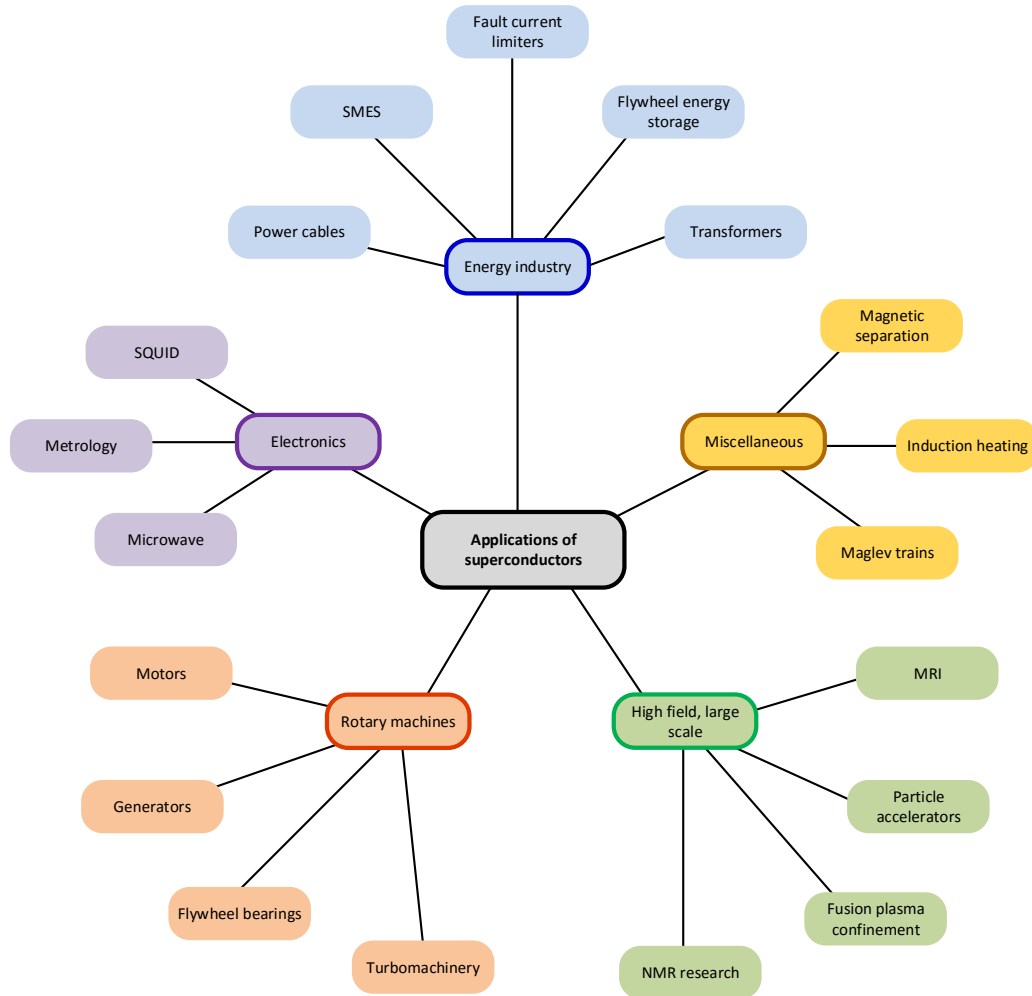 Fault current
limiters
SMES
Flywheel energy
storage
Power cables
Transformers
Energy industry
Magnetic
separation
SQUID
Metrology
Electronics
Miscellaneous
Induction heating
Microwave
Applications of
superconductors
Maglev trains
Motors
MRI
Rotary machines
High field, large
scale
Generators
Particle
accelerators
Flywheel bearings
Fusion plasma
confinement
Turbomachinery
NMR research